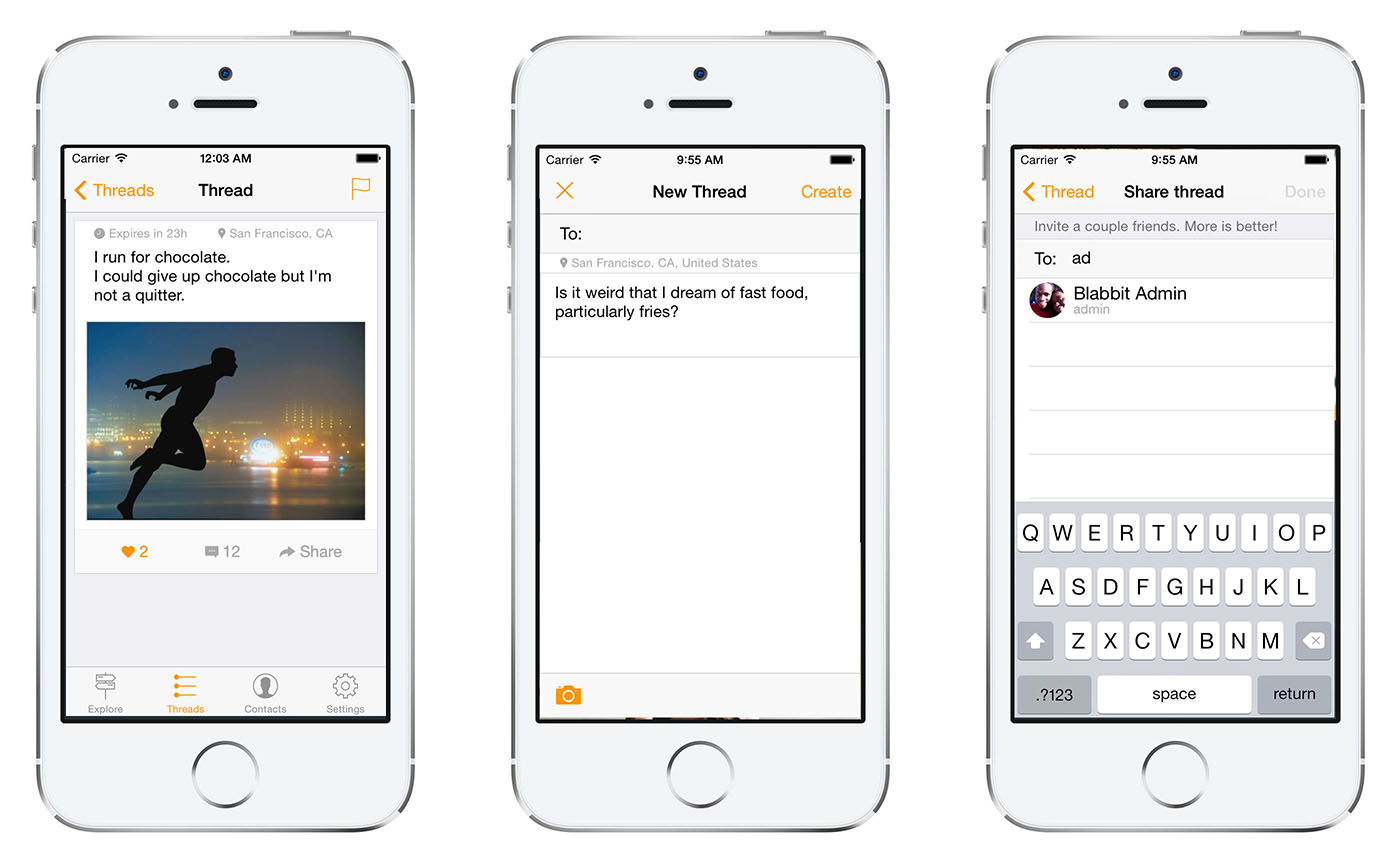 Carrier 12:03 AM
Threads Thread
Expires in 23h San Francisco, CA
I run for chocolate.
I could give up chocolate but I'm
not a quitter.
2 12 Share
Explore Threads Contacts Settings
Carrier 9:55 AM
New Thread Create
To:
San Francisco, CA, United States
Is it weird that I dream of fast food,
particularly fries?
Carrier 9:55 AM
Thread Share thread Done
Invite a couple friends. More is better!
To: ad
Blabbit Admin
admin
Q W E R T Y U I O P
A S D F G H J K L
Z X C V B N M
.?123 space return